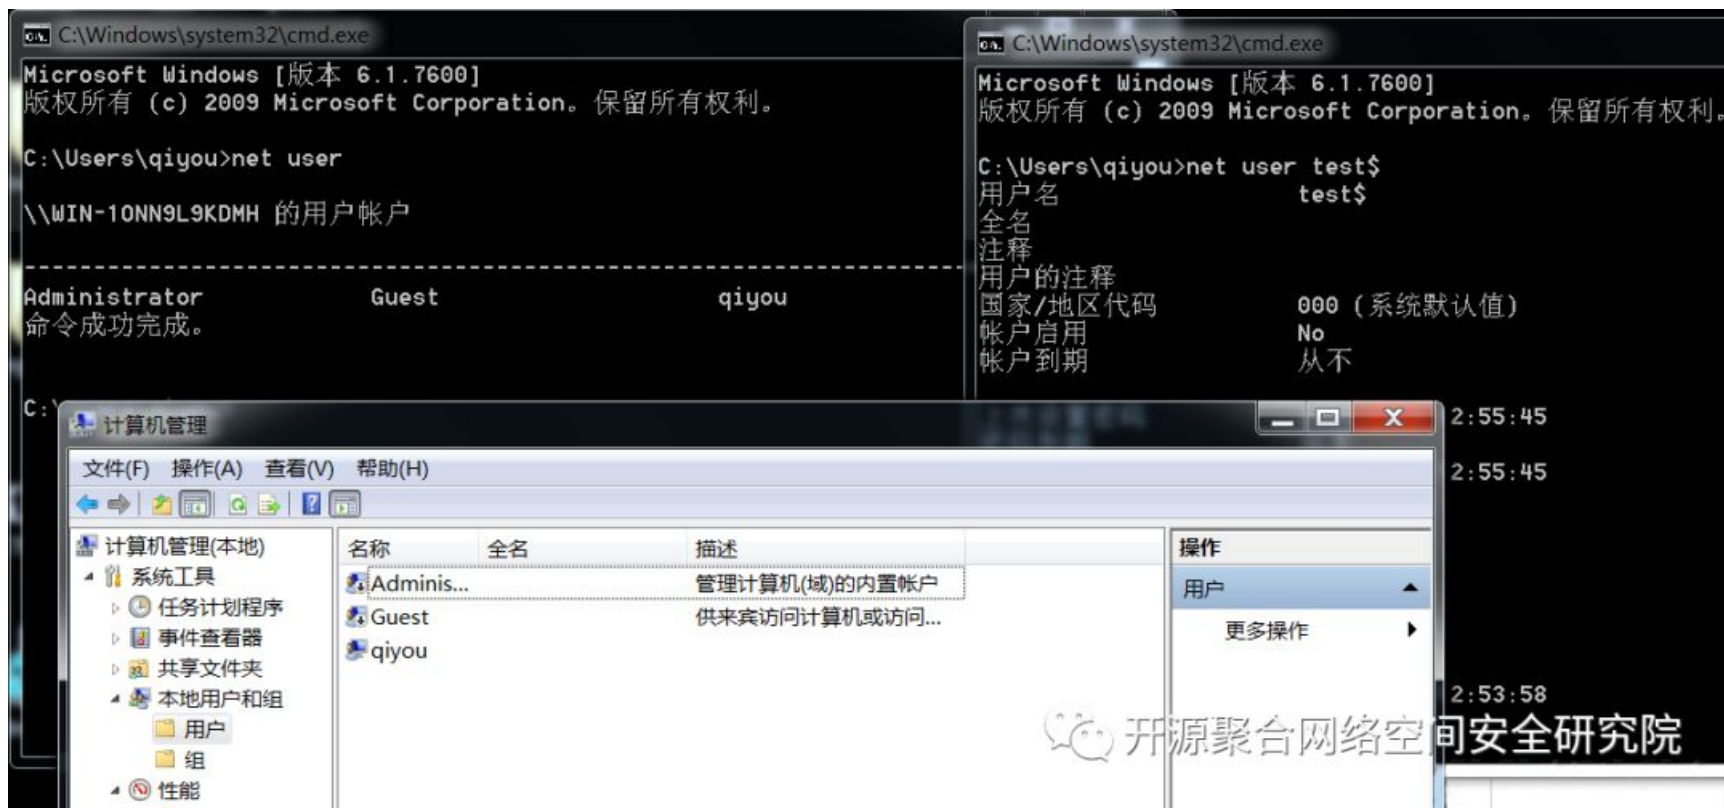 C:\Windows\system32\cmd.exe
Microsoft Windows [版本 6.1.7600]
版权所有 (c) 2009 Microsoft Corporation。保留所有权利。
C:\Users\qiyou>net user
\\WIN-1ONN9L9KDMH 的用户帐户
-------------------------------------------------------------------
Administrator Guest qiyou
命令成功完成。
C:\
C:\Windows\system32\cmd.exe
Microsoft Windows [版本 6.1.7600]
版权所有 (c) 2009 Microsoft Corporation。保留所有权利。
C:\Users\qiyou>net user test$
用户名 test$
全名
注释
用户的注释
国家/地区代码 000 (系统默认值)
帐户启用 No
帐户到期 从不
2:55:45
2:55:45
2:53:58
计算机管理
文件(F) 操作(A) 查看(V) 帮助(H)
计算机管理(本地)
系统工具
任务计划程序
事件查看器
共享文件夹
本地用户和组
用户
组
性能
名称 全名 描述
Adminis... 管理计算机(域)的内置帐户
Guest 供来宾访问计算机或访问...
qiyou
操作
用户
更多操作
开源聚合网络空间安全研究院